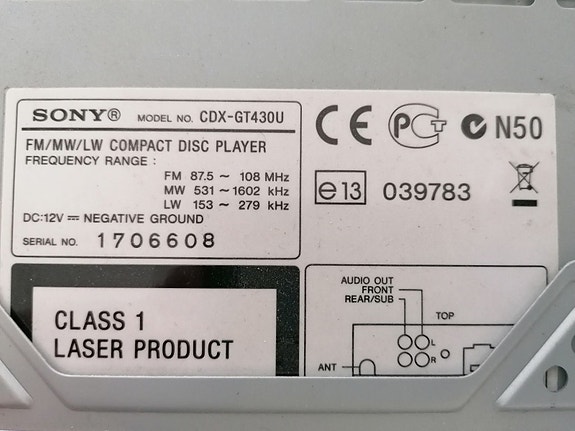 SONY® MODEL NO. CDX-GT430U
FM/MW/LW COMPACT DISC PLAYER
FREQUENCY RANGE :
FM 87.5 ~ 108 MHz
MW 531 ~ 1602 kHz
LW 153 ~ 279 kHz
DC:12V ⎓ NEGATIVE GROUND
SERIAL NO. 1706608
CE PCT N50
e13 039783
CLASS 1
LASER PRODUCT
AUDIO OUT
FRONT
REAR/SUB
TOP
L
R
ANT